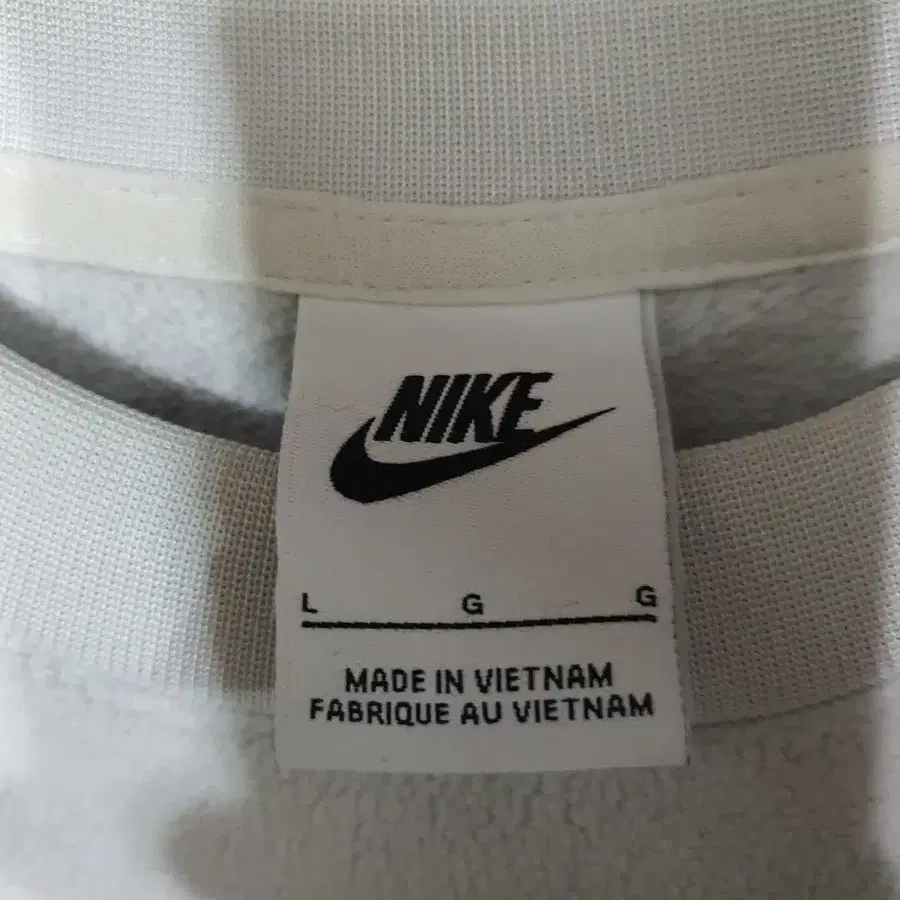 NIKE
L G G
MADE IN VIETNAM
FABRIQUE AU VIETNAM